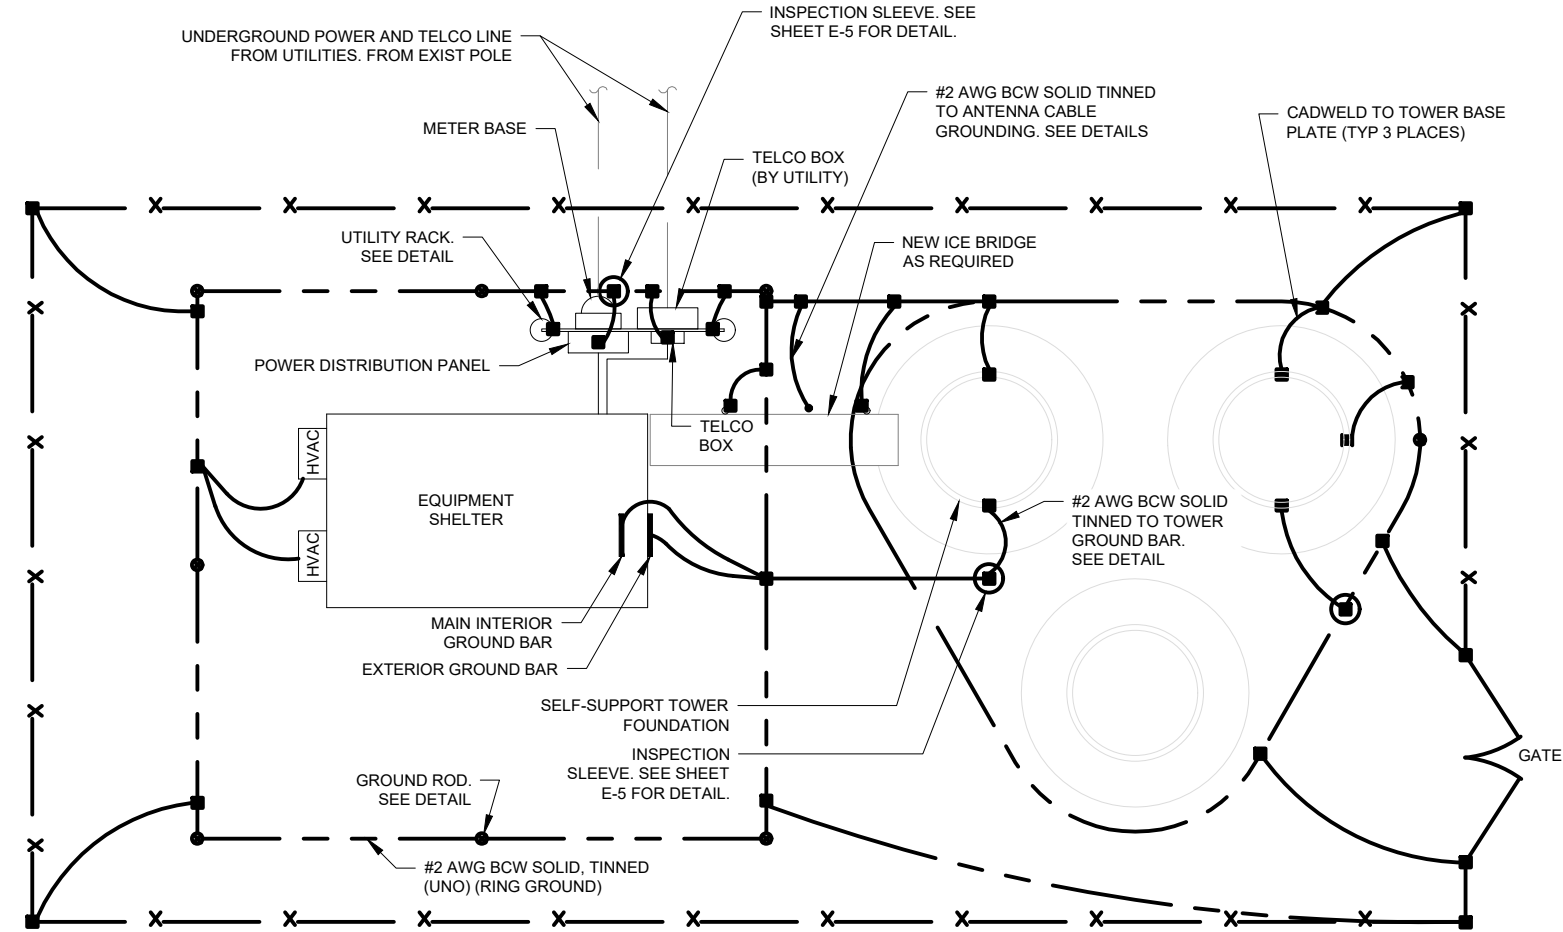 INSPECTION SLEEVE. SEE
SHEET E-5 FOR DETAIL.
UNDERGROUND POWER AND TELCO LINE
FROM UTILITIES. FROM EXIST POLE
#2 AWG BCW SOLID TINNED
TO ANTENNA CABLE
GROUNDING. SEE DETAILS
CADWELD TO TOWER BASE
PLATE (TYP 3 PLACES)
METER BASE
TELCO BOX
(BY UTILITY)
UTILITY RACK.
SEE DETAIL
NEW ICE BRIDGE
AS REQUIRED
POWER DISTRIBUTION PANEL
TELCO
BOX
HVAC
HVAC
EQUIPMENT
SHELTER
#2 AWG BCW SOLID
TINNED TO TOWER
GROUND BAR.
SEE DETAIL
MAIN INTERIOR
GROUND BAR
EXTERIOR GROUND BAR
SELF-SUPPORT TOWER
FOUNDATION
INSPECTION
SLEEVE. SEE SHEET
E-5 FOR DETAIL.
GATE
GROUND ROD.
SEE DETAIL
#2 AWG BCW SOLID, TINNED
(UNO) (RING GROUND)